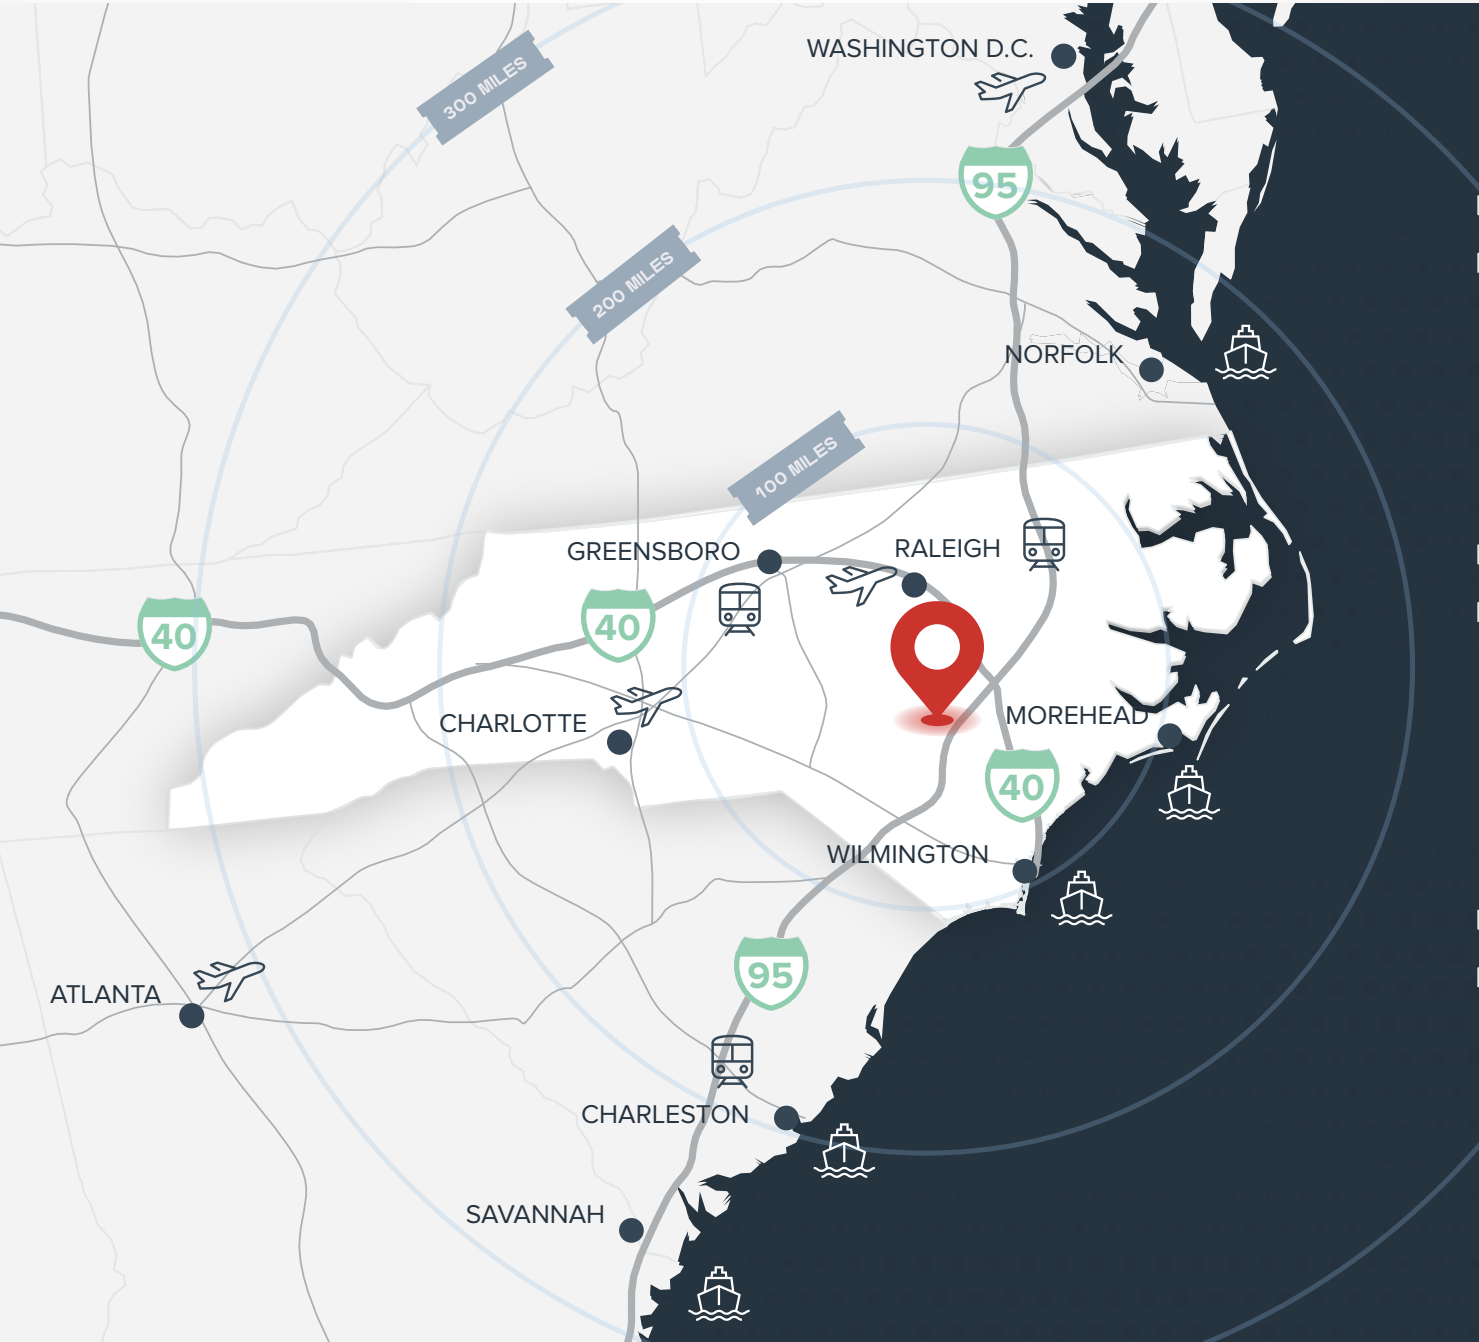 WASHINGTON D.C.
300 MILES
95
200 MILES
NORFOLK
100 MILES
GREENSBORO
RALEIGH
40
40
CHARLOTTE
MOREHEAD
40
WILMINGTON
95
ATLANTA
CHARLESTON
SAVANNAH